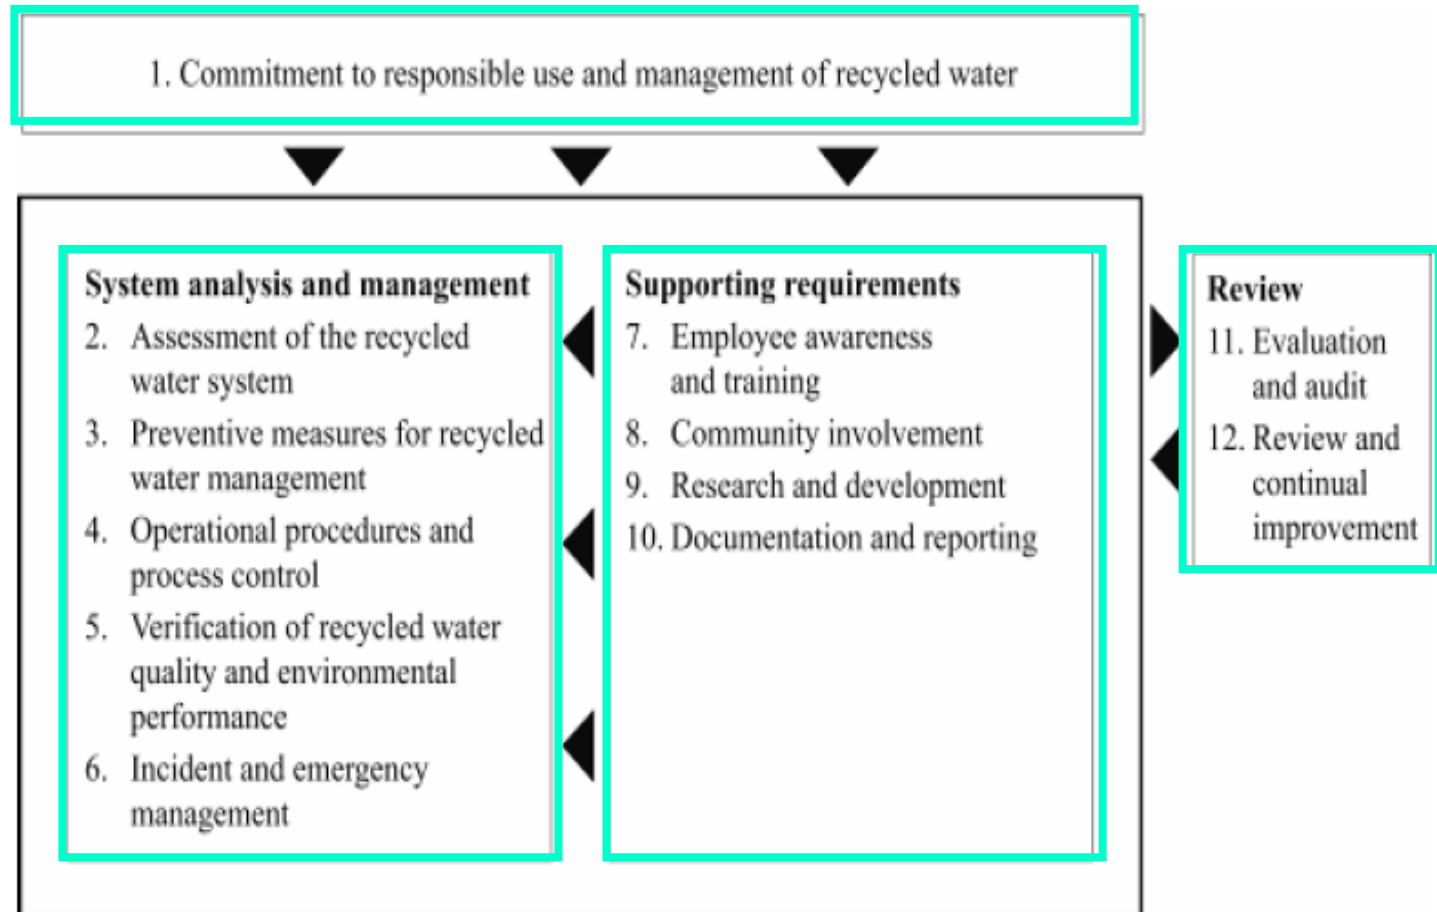 1. Commitment to responsible use and management of recycled water
System analysis and management
2. Assessment of the recycled
water system
3. Preventive measures for recycled
water management
4. Operational procedures and
process control
5. Verification of recycled water
quality and environmental
performance
6. Incident and emergency
management
Supporting requirements
7. Employee awareness
and training
8. Community involvement
9. Research and development
10. Documentation and reporting
Review
11. Evaluation
and audit
12. Review and
continual
improvement